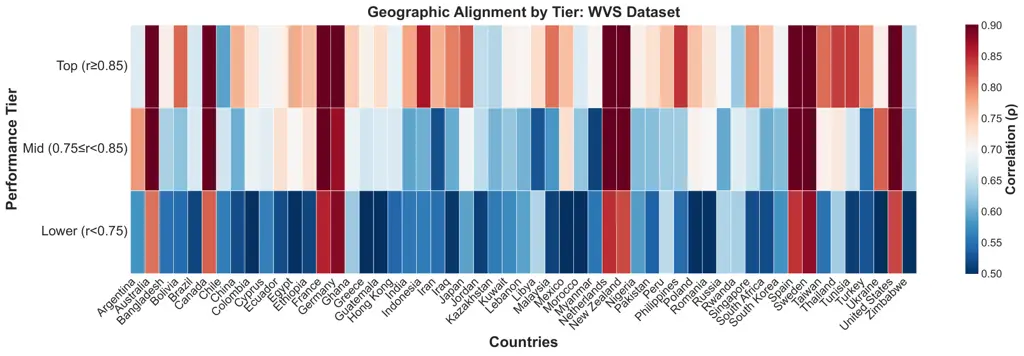 Geographic Alignment by Tier: WVS Dataset
Performance Tier
Top (r≥0.85)
Mid (0.75≤r<0.85)
Lower (r<0.75)
Argentina
Australia
Bangladesh
Bolivia
Brazil
Canada
Chile
China
Colombia
Cyprus
Ecuador
Egypt
Ethiopia
France
Germany
Ghana
Greece
Guatemala
Hong Kong
India
Indonesia
Iran
Iraq
Japan
Jordan
Kazakhstan
Kuwait
Lebanon
Libya
Malaysia
Mexico
Morocco
Myanmar
Netherlands
New Zealand
Nigeria
Pakistan
Peru
Philippines
Poland
Romania
Russia
Rwanda
Singapore
South Africa
South Korea
Spain
Sweden
Taiwan
Thailand
Tunisia
Turkey
Ukraine
United States
Zimbabwe
Countries
0.90
0.85
0.80
0.75
0.70
0.65
0.60
0.55
0.50
Correlation (ρ)